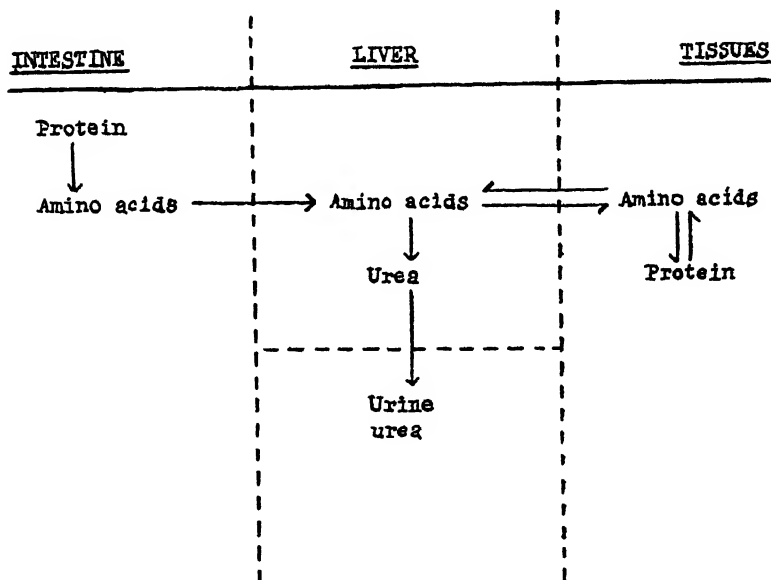 INTESTINE
LIVER
TISSUES
Protein
Amino acids
Amino acids
Amino acids
Urea
Protein
Urine
urea